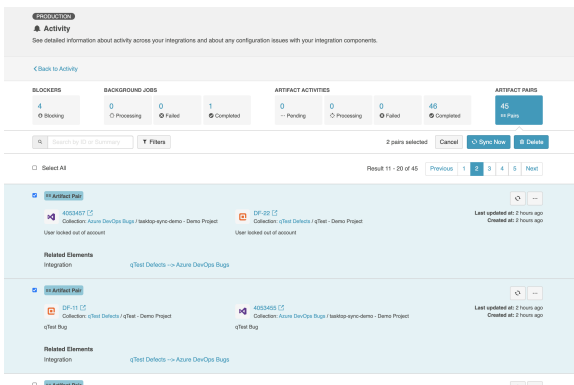 PRODUCTION
Activity
See detailed information about activity across your integrations and about any configuration issues with your integration components.
Back to Activity
BLOCKERS BACKGROUND JOBS ARTIFACT ACTIVITIES ARTIFACT PAIRS
4 0 0 1 0 0 0 46 45
Blocking Processing Failed Completed Pending Processing Failed Completed Pairs
Search by ID or Summary Filters 2 pairs selected Cancel Sync Now Delete
Select All Result 11 - 20 of 45 Previous 1 2 3 4 5 Next
Artifact Pair
4053457 DF-22 Last updated at: 2 hours ago
Collection: Azure DevOps Bugs / tasktop-sync-demo - Demo Project Collection: qTest Defects / qTest - Demo Project Created at: 2 hours ago
User locked out of account User locked out of account
Related Elements
Integration qTest Defects --> Azure DevOps Bugs
Artifact Pair
DF-11 4053455 Last updated at: 2 hours ago
Collection: qTest Defects / qTest - Demo Project Collection: Azure DevOps Bugs / tasktop-sync-demo - Demo Project Created at: 2 hours ago
qTest Bug qTest Bug
Related Elements
Integration qTest Defects --> Azure DevOps Bugs
Artifact Pair